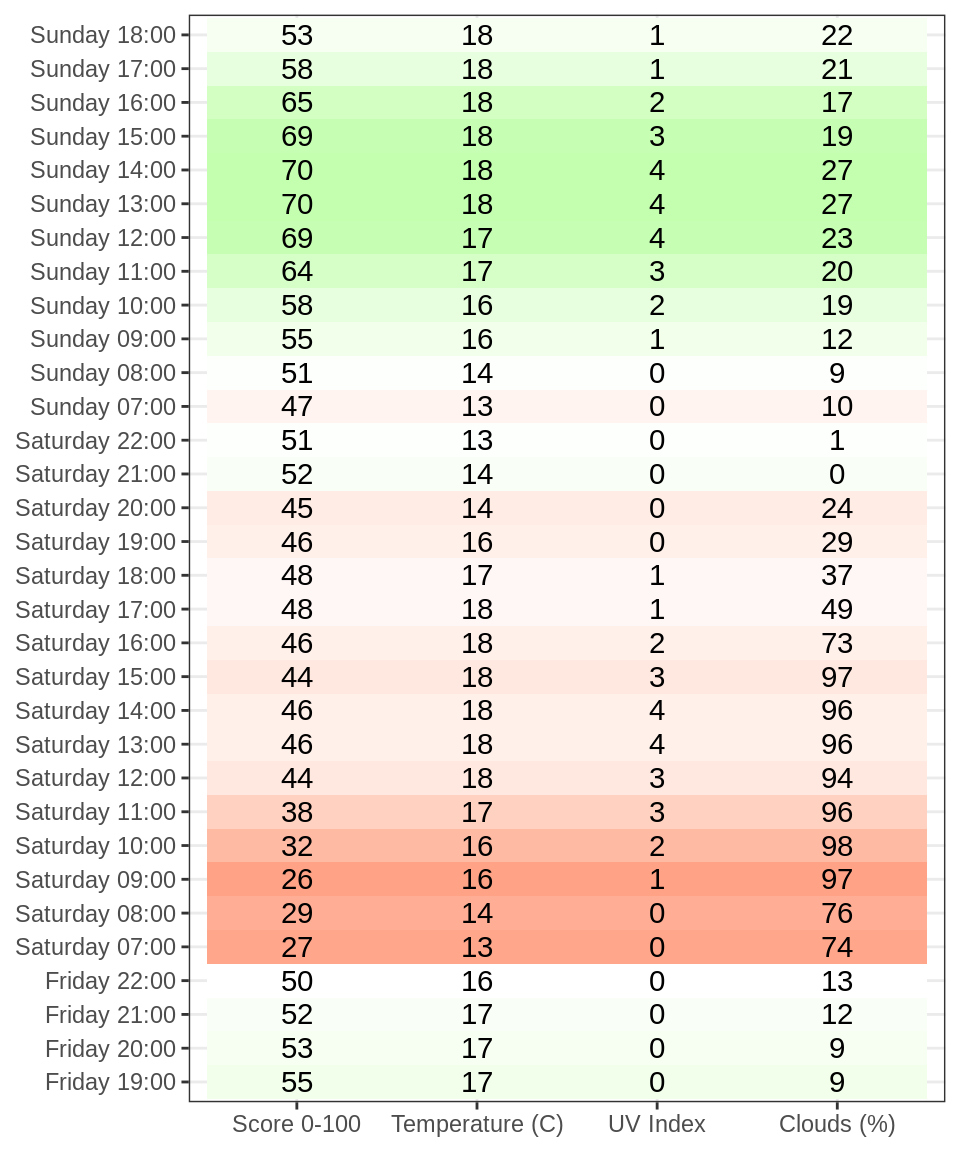 Sunday 18:00 53 18 1 22
Sunday 17:00 58 18 1 21
Sunday 16:00 65 18 2 17
Sunday 15:00 69 18 3 19
Sunday 14:00 70 18 4 27
Sunday 13:00 70 18 4 27
Sunday 12:00 69 17 4 23
Sunday 11:00 64 17 3 20
Sunday 10:00 58 16 2 19
Sunday 09:00 55 16 1 12
Sunday 08:00 51 14 0 9
Sunday 07:00 47 13 0 10
Saturday 22:00 51 13 0 1
Saturday 21:00 52 14 0 0
Saturday 20:00 45 14 0 24
Saturday 19:00 46 16 0 29
Saturday 18:00 48 17 1 37
Saturday 17:00 48 18 1 49
Saturday 16:00 46 18 2 73
Saturday 15:00 44 18 3 97
Saturday 14:00 46 18 4 96
Saturday 13:00 46 18 4 96
Saturday 12:00 44 18 3 94
Saturday 11:00 38 17 3 96
Saturday 10:00 32 16 2 98
Saturday 09:00 26 16 1 97
Saturday 08:00 29 14 0 76
Saturday 07:00 27 13 0 74
Friday 22:00 50 16 0 13
Friday 21:00 52 17 0 12
Friday 20:00 53 17 0 9
Friday 19:00 55 17 0 9
Score 0-100 Temperature (C) UV Index Clouds (%)